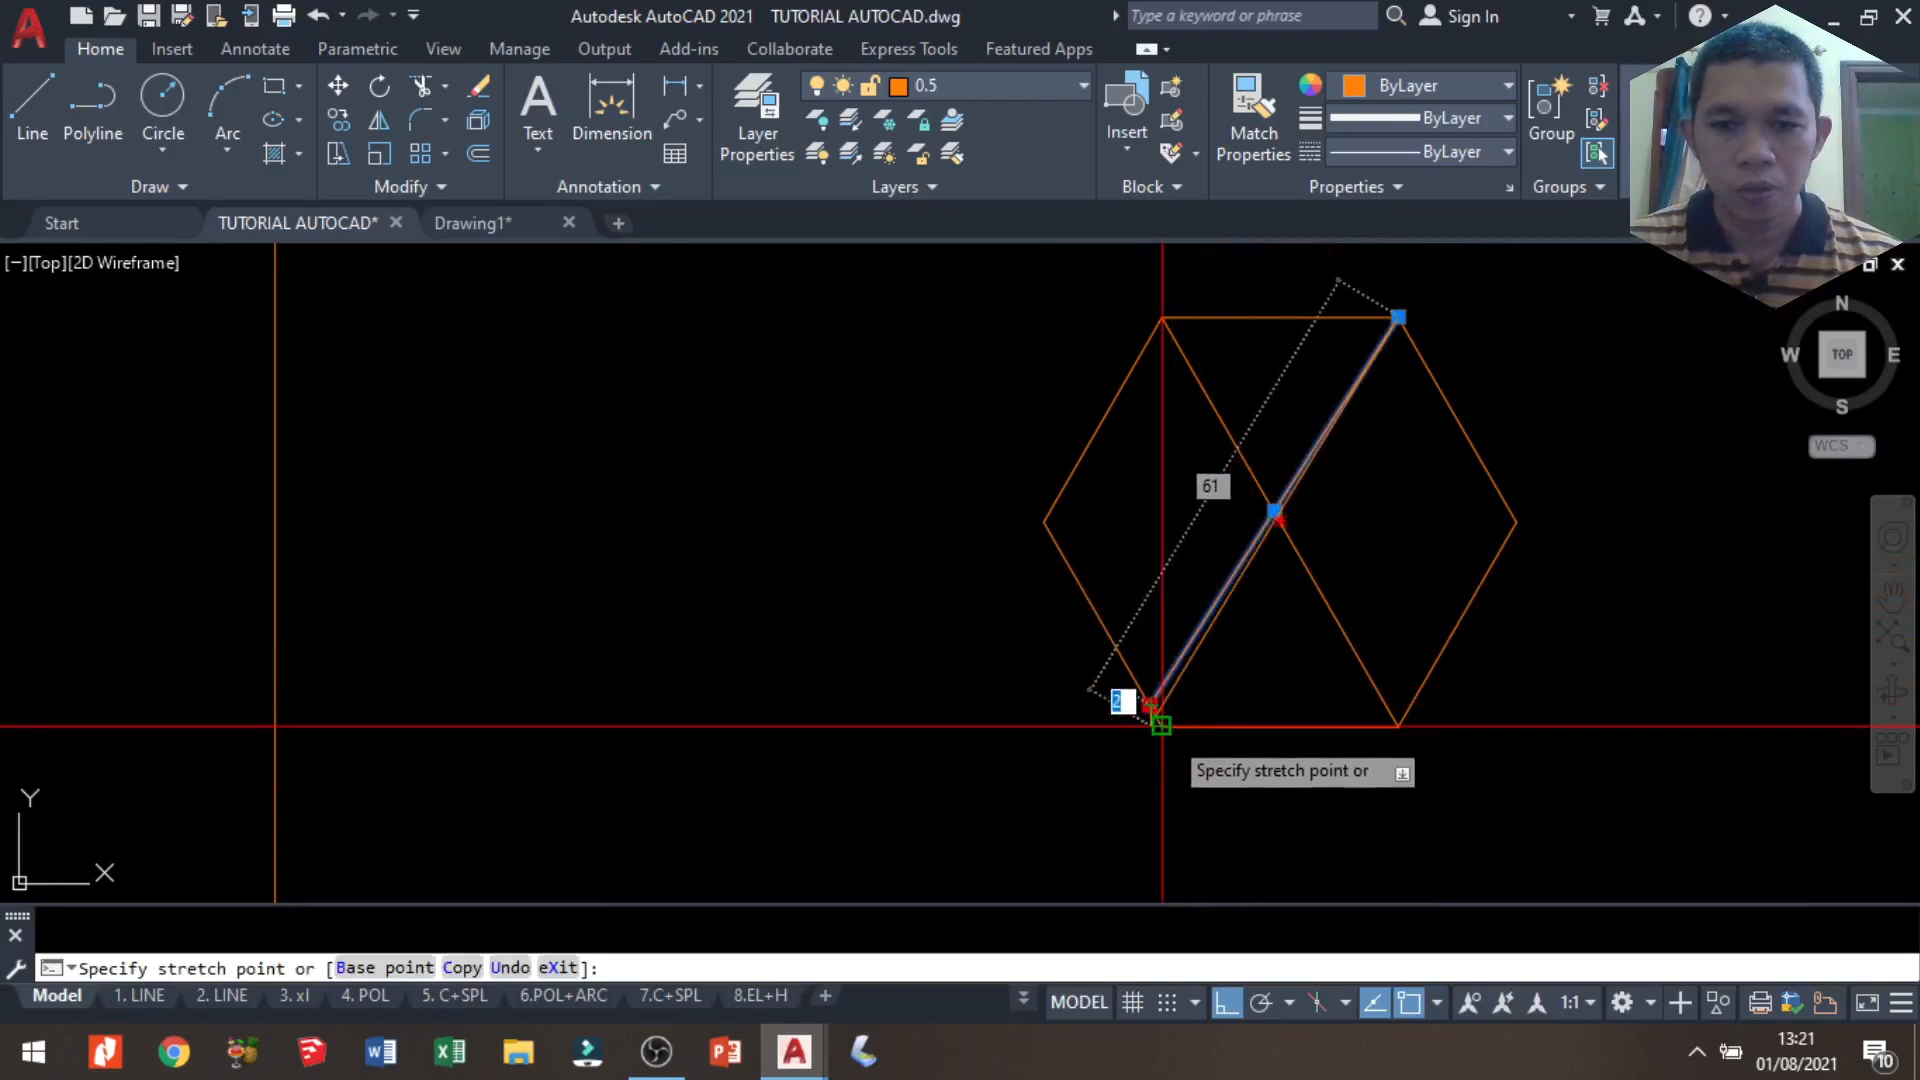 Autodesk AutoCAD 2021 TUTORIAL AUTOCAD.dwg
Type a keyword or phrase
Sign In
Home Insert Annotate Parametric View Manage Output Add-ins Collaborate Express Tools Featured Apps
0.5
ByLayer
Line Polyline Circle Arc
Text Dimension
Layer Properties
Insert
Match Properties
ByLayer
ByLayer
Group
Draw Modify Annotation Layers Block Properties Groups
Start TUTORIAL AUTOCAD* Drawing1*
[−][Top][2D Wireframe]
N
W TOP E
S
WCS
61
2
Specify stretch point or
Y
X
Specify stretch point or [Base point Copy Undo eXit]:
Model 1. LINE 2. LINE 3. xl 4. POL 5. C+SPL 6.POL+ARC 7.C+SPL 8.EL+H
MODEL
1:1
13:21
01/08/2021
10